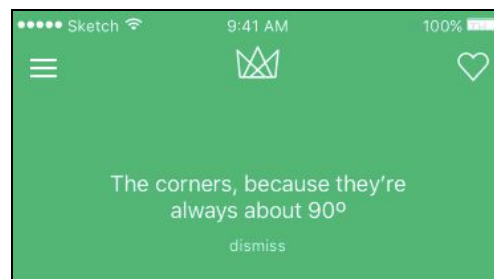 ●●●●● Sketch 9:41 AM 100%
The corners, because they’re
always about 90º
dismiss